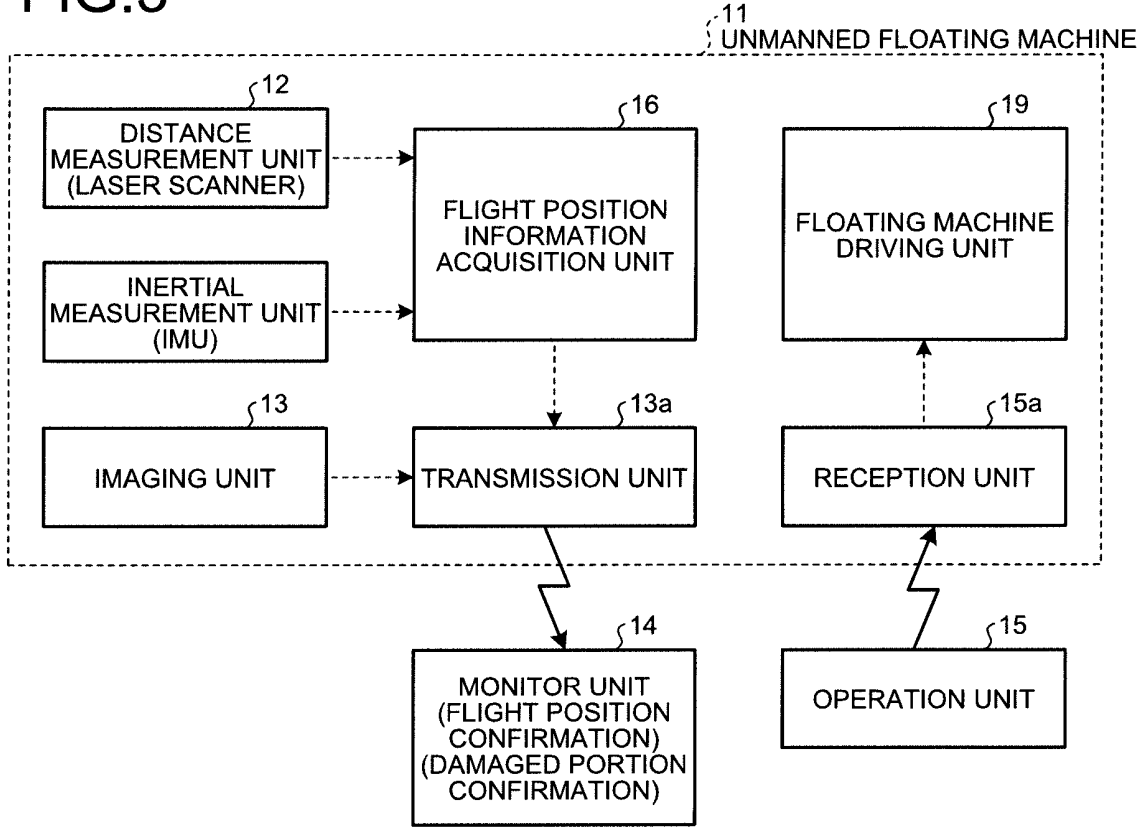 11
UNMANNED FLOATING MACHINE
12
DISTANCE
MEASUREMENT UNIT
(LASER SCANNER)
16
FLIGHT POSITION
INFORMATION
ACQUISITION UNIT
19
FLOATING MACHINE
DRIVING UNIT
INERTIAL
MEASUREMENT UNIT
(IMU)
13
IMAGING UNIT
13a
TRANSMISSION UNIT
15a
RECEPTION UNIT
14
MONITOR UNIT
(FLIGHT POSITION
CONFIRMATION)
(DAMAGED PORTION
CONFIRMATION)
15
OPERATION UNIT